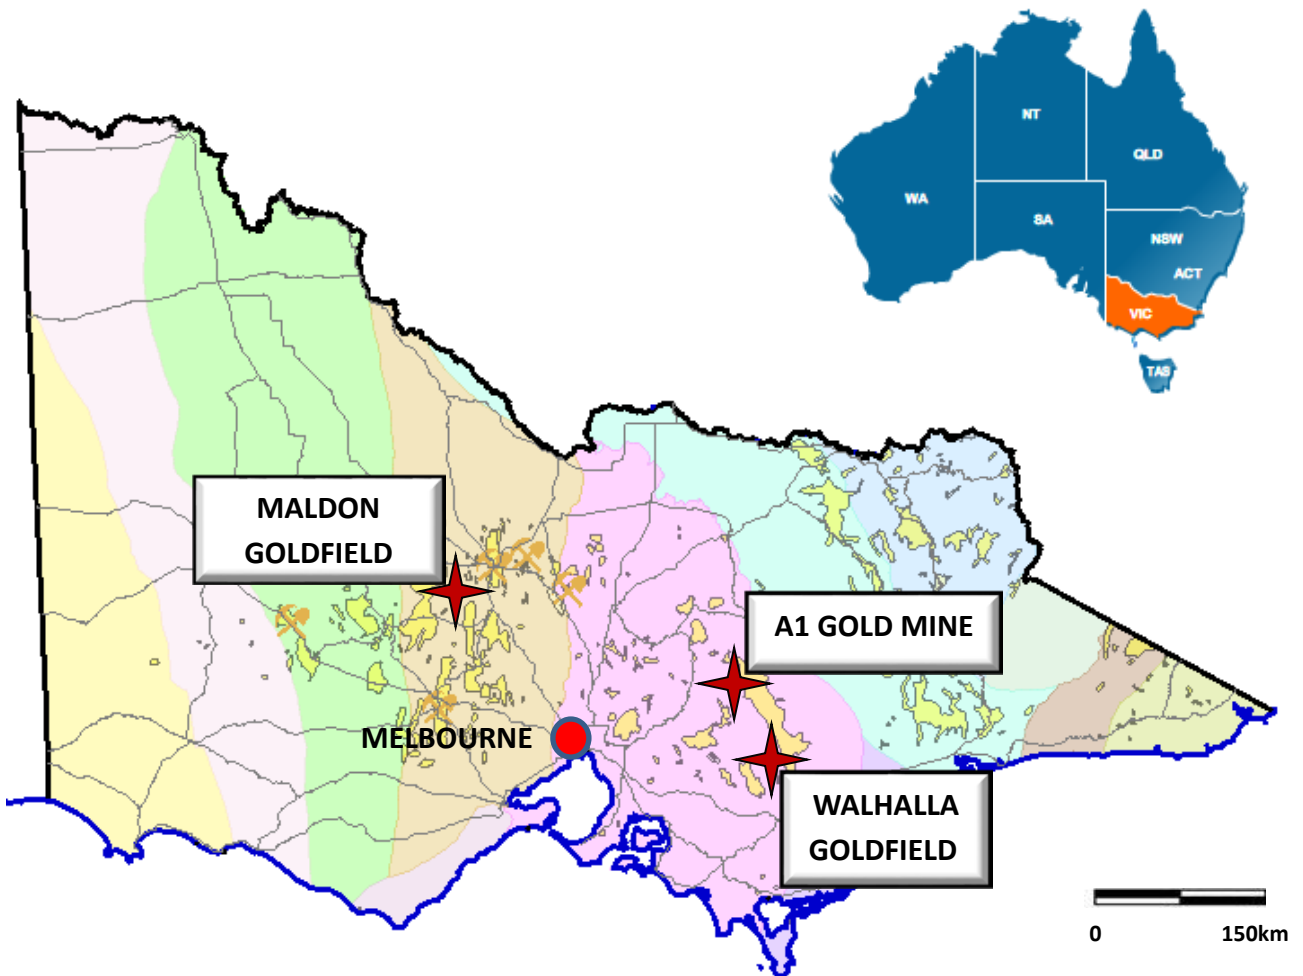 NT
QLD
WA
SA
NSW
ACT
VIC
TAS
MALDON
GOLDFIELD
A1 GOLD MINE
MELBOURNE
WALHALLA
GOLDFIELD
0 150km